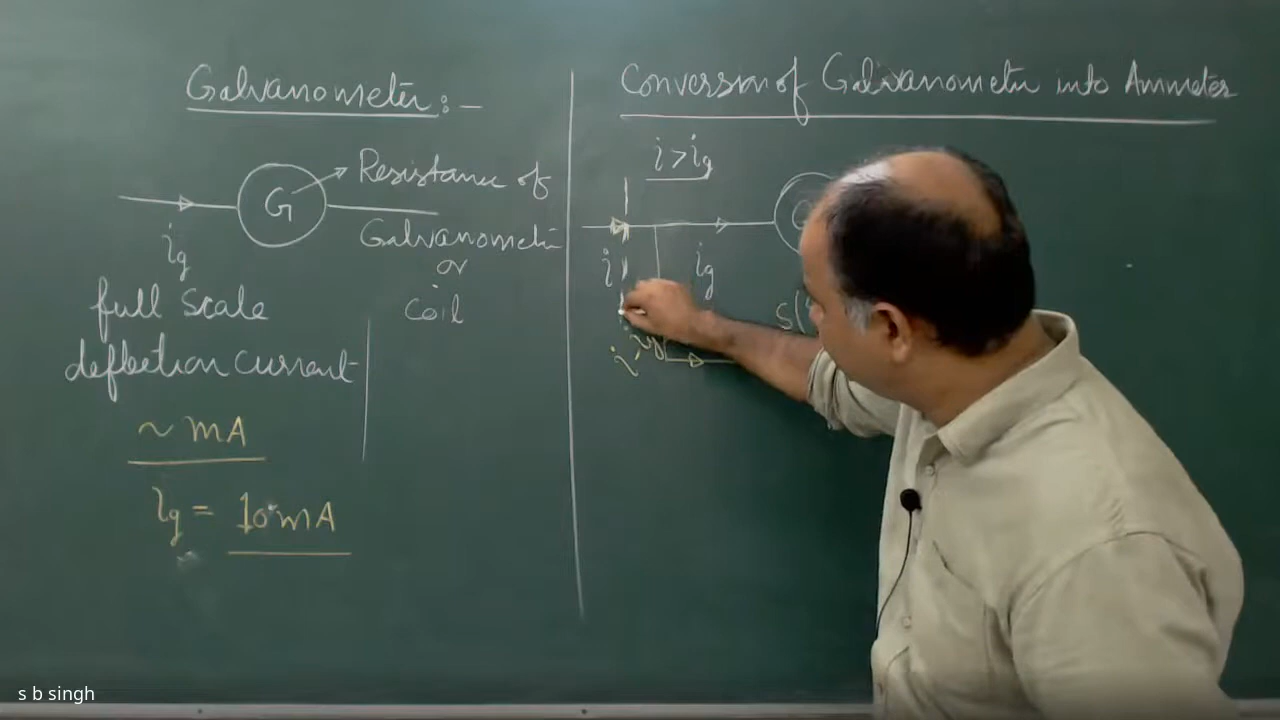 Galvanometer :-
G
Resistance of
Galvanometer
or
coil
ig
full scale
deflection current
~ mA
ig = 10 mA
Conversion of Galvanometer into Ammeter
i > ig
i
ig
S(
i-ig
s b singh